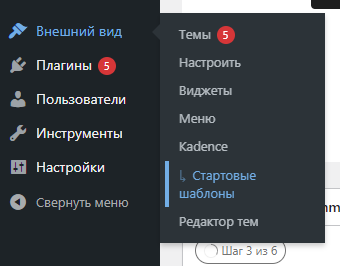 Внешний вид
Плагины 5
Пользователи
Инструменты
Настройки
Свернуть меню
Темы 5
Настроить
Виджеты
Меню
Kadence
↳ Стартовые
шаблоны
Редактор тем
Шаг 3 из 6